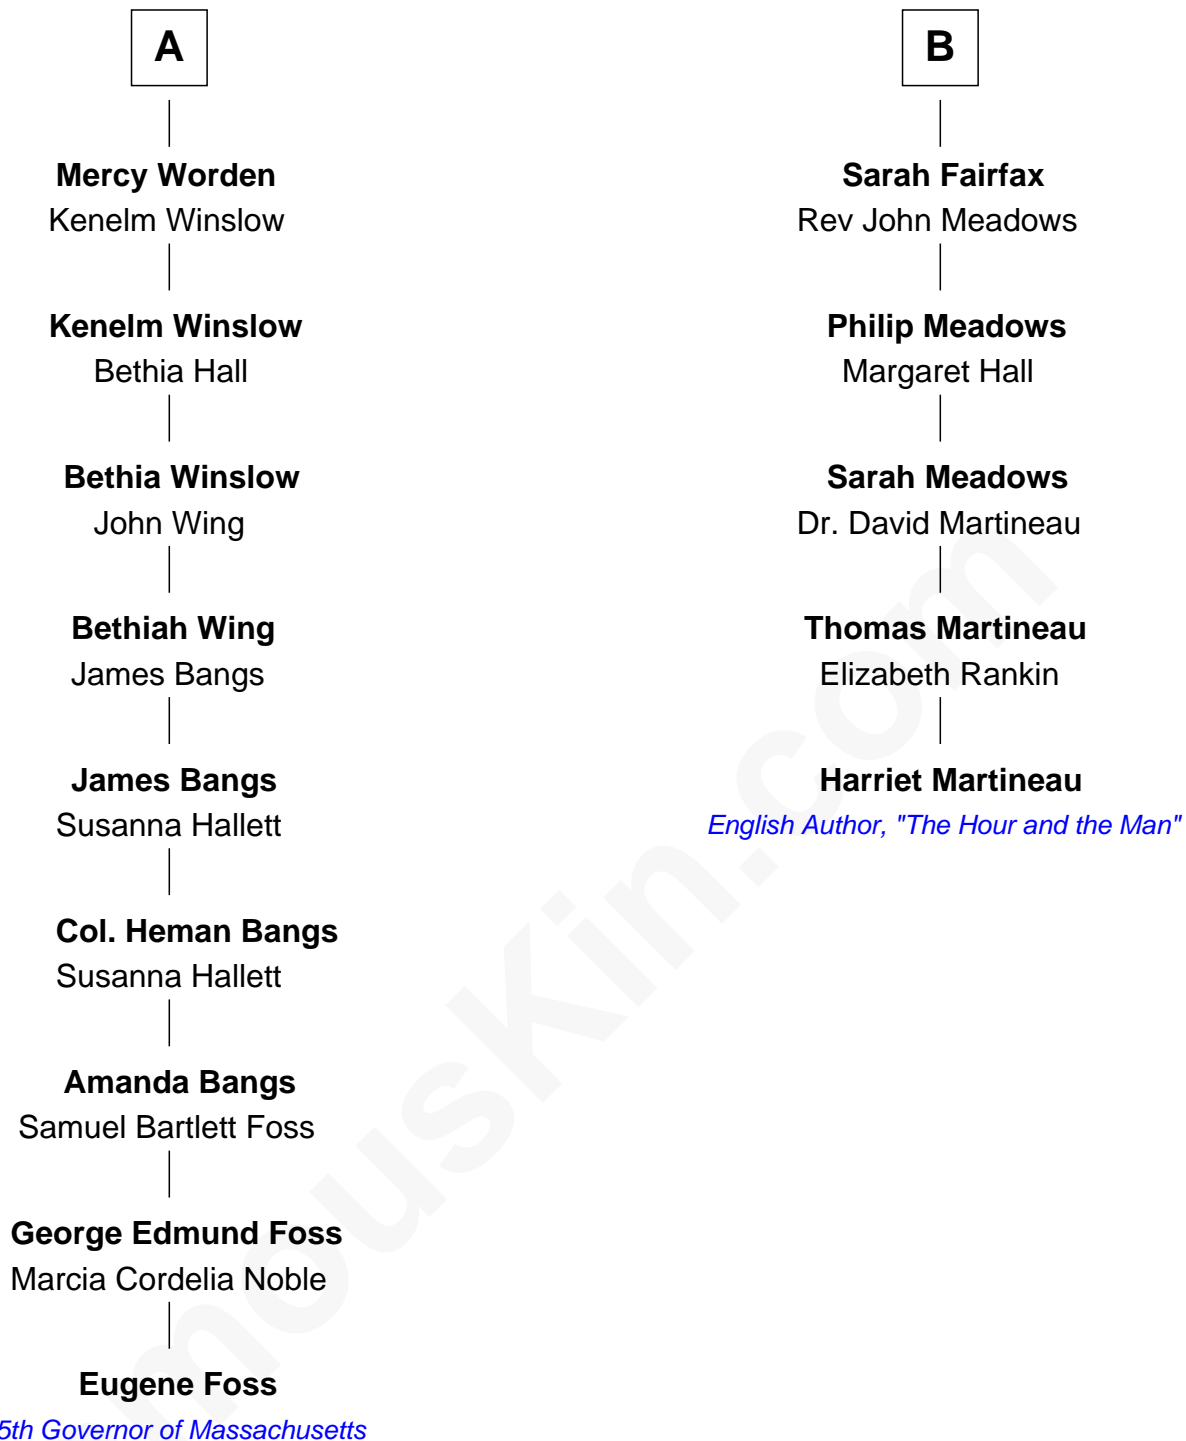 A
Mercy Worden
Kenelm Winslow
Kenelm Winslow
Bethia Hall
Bethia Winslow
John Wing
Bethiah Wing
James Bangs
James Bangs
Susanna Hallett
Col. Heman Bangs
Susanna Hallett
Amanda Bangs
Samuel Bartlett Foss
George Edmund Foss
Marcia Cordelia Noble
Eugene Foss
5th Governor of Massachusetts
B
Sarah Fairfax
Rev John Meadows
Philip Meadows
Margaret Hall
Sarah Meadows
Dr. David Martineau
Thomas Martineau
Elizabeth Rankin
Harriet Martineau
English Author, "The Hour and the Man"
mousKin.com